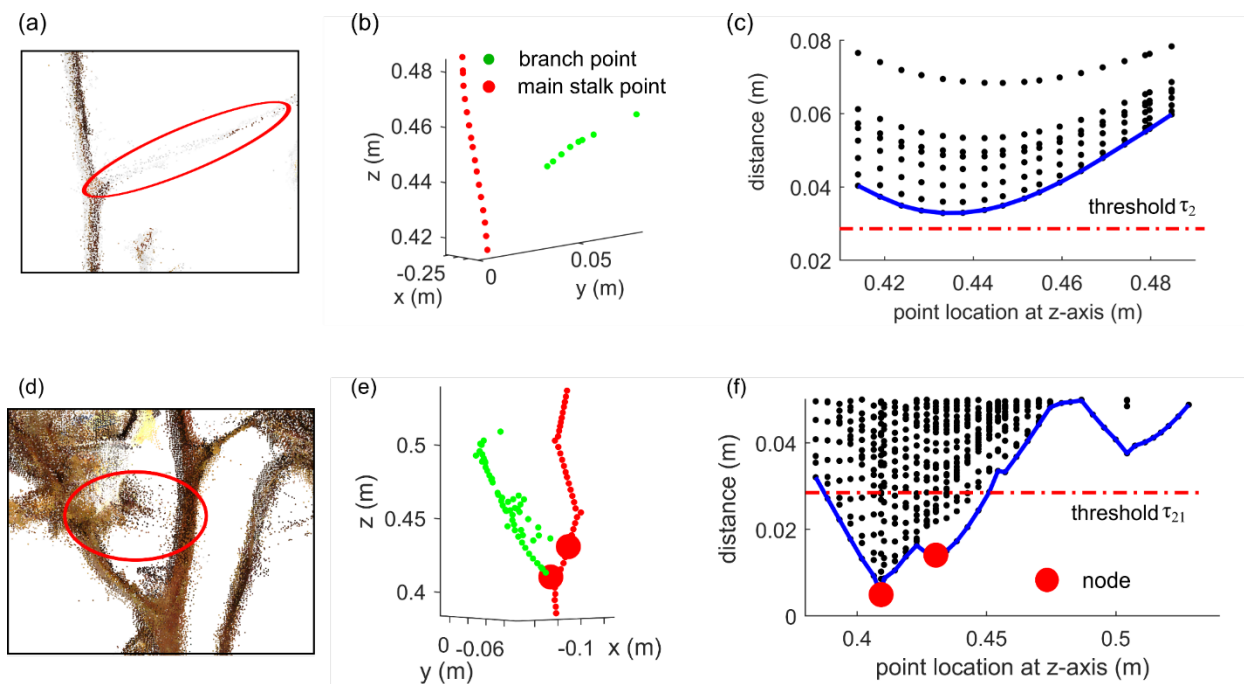 (a)
(b)
(c)
branch point
main stalk point
0.48
0.46
0.44
0.42
z (m)
-0.25
0
0.05
x (m)
y (m)
0.08
0.06
0.04
0.02
distance (m)
threshold τ2
0.42
0.44
0.46
0.48
point location at z-axis (m)
(d)
(e)
(f)
0.5
0.45
0.4
z (m)
0
-0.06
-0.1
x (m)
y (m)
0.04
0.02
0
distance (m)
threshold τ21
node
0.4
0.45
0.5
point location at z-axis (m)